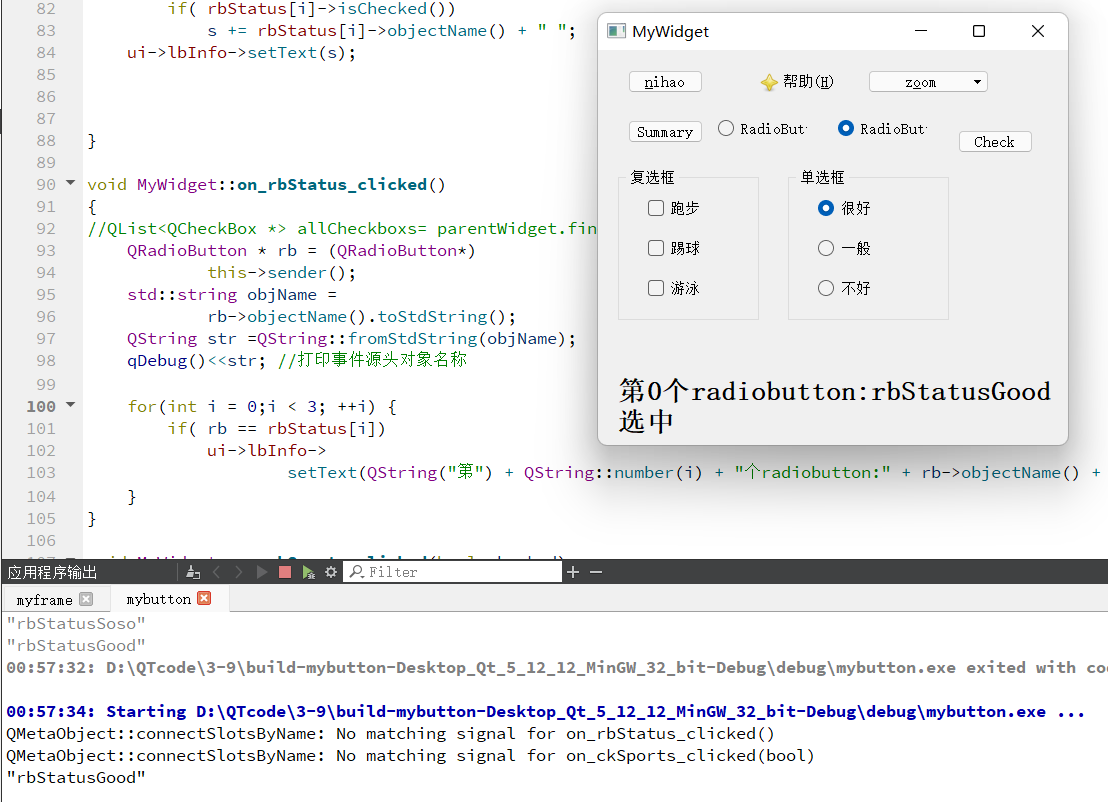 82 if( rbStatus[i]->isChecked())
83 s += rbStatus[i]->objectName() + " ";
84 ui->lbInfo->setText(s);
85
86
87
88 }
89
90 void MyWidget::on_rbStatus_clicked()
91 {
92 //QList<QCheckBox *> allCheckboxs= parentWidget.fin
93 QRadioButton * rb = (QRadioButton*)
94 this->sender();
95 std::string objName =
96 rb->objectName().toStdString();
97 QString str =QString::fromStdString(objName);
98 qDebug()<<str; //打印事件源头对象名称
99
100 for(int i = 0;i < 3; ++i) {
101 if( rb == rbStatus[i])
102 ui->lbInfo->
103 setText(QString("第") + QString::number(i) + "个radiobutton:" + rb->objectName() +
104 }
105 }
106
MyWidget
nihao 帮助(H) zoom
Summary RadioBut RadioBut Check
复选框 单选框
跑步 很好
踢球 一般
游泳 不好
第0个radiobutton:rbStatusGood
选中
应用程序输出 Filter
myframe mybutton
"rbStatusSoso"
"rbStatusGood"
00:57:32: D:\QTcode\3-9\build-mybutton-Desktop_Qt_5_12_12_MinGW_32_bit-Debug\debug\mybutton.exe exited with co
00:57:34: Starting D:\QTcode\3-9\build-mybutton-Desktop_Qt_5_12_12_MinGW_32_bit-Debug\debug\mybutton.exe ...
QMetaObject::connectSlotsByName: No matching signal for on_rbStatus_clicked()
QMetaObject::connectSlotsByName: No matching signal for on_ckSports_clicked(bool)
"rbStatusGood"